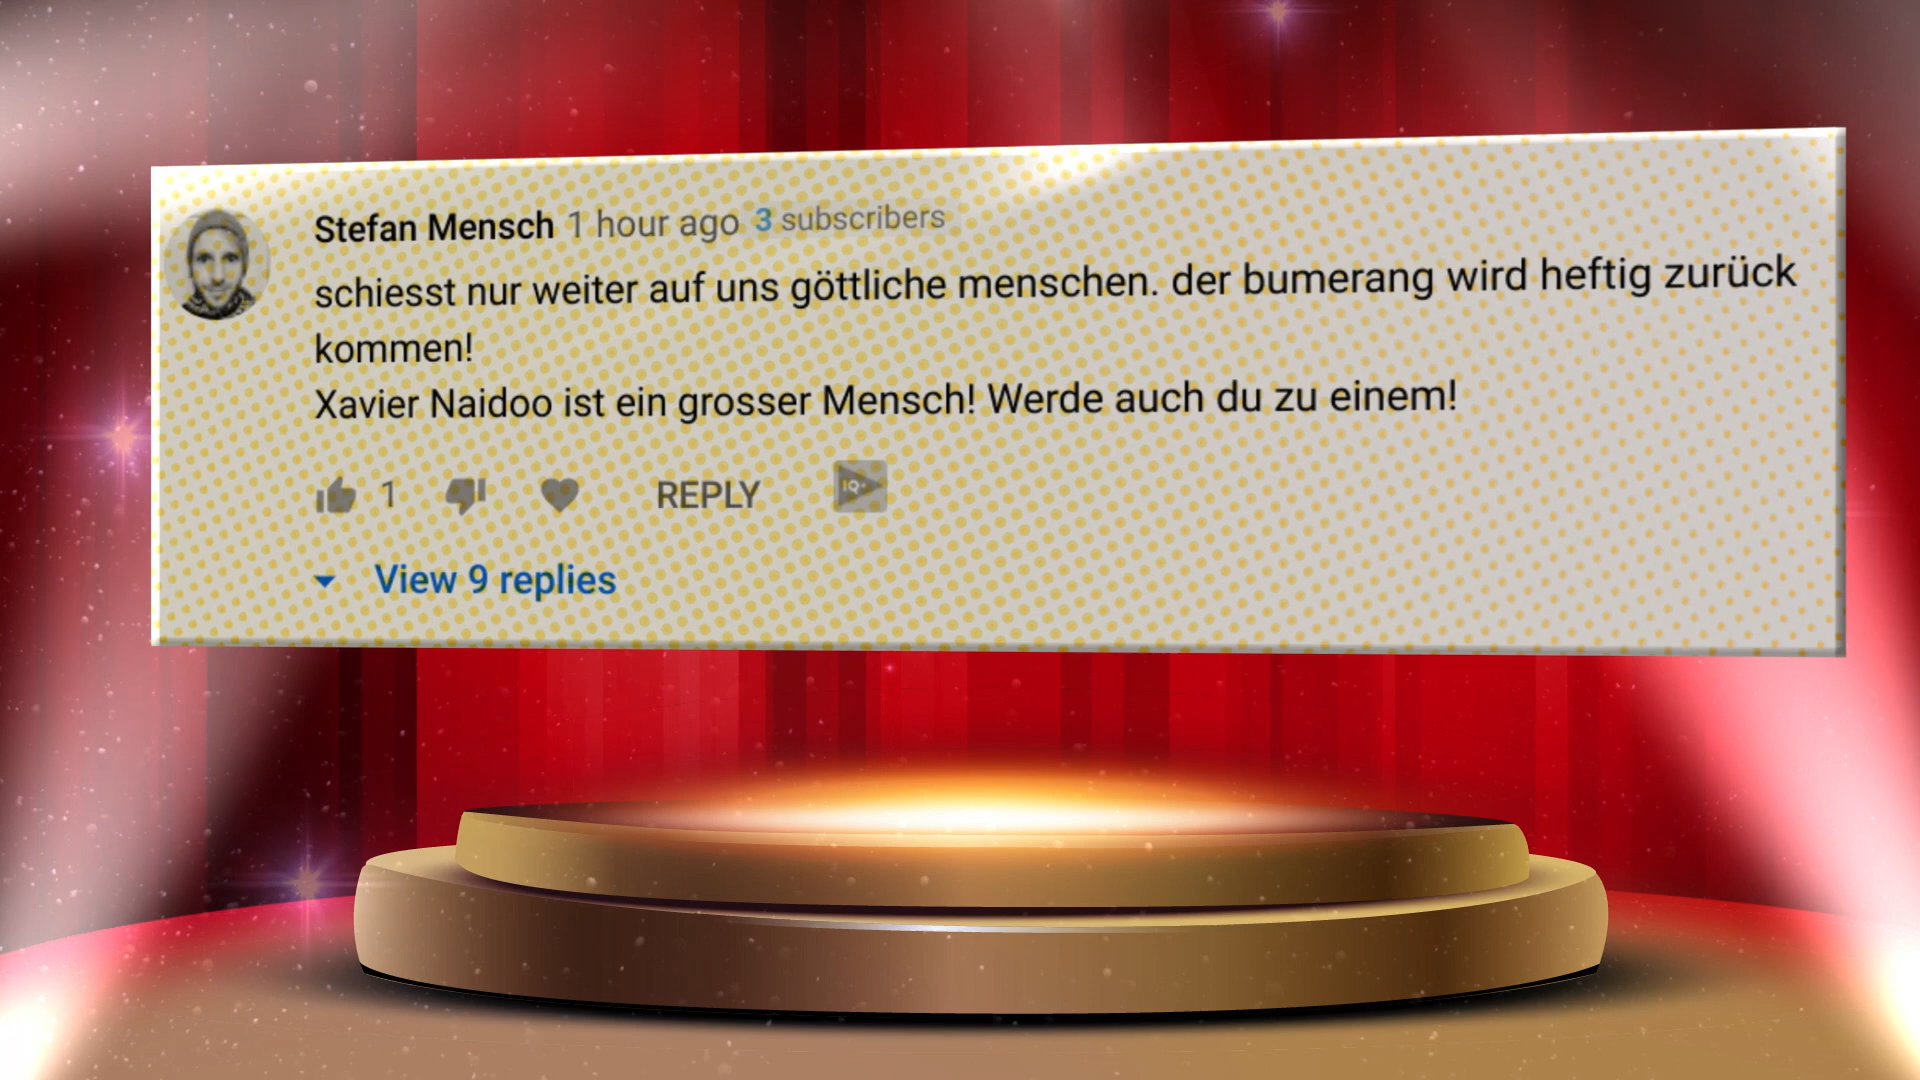 Stefan Mensch 1 hour ago 3 subscribers
schiesst nur weiter auf uns göttliche menschen. der bumerang wird heftig zurück
kommen!
Xavier Naidoo ist ein grosser Mensch! Werde auch du zu einem!
1 REPLY IQ+
View 9 replies